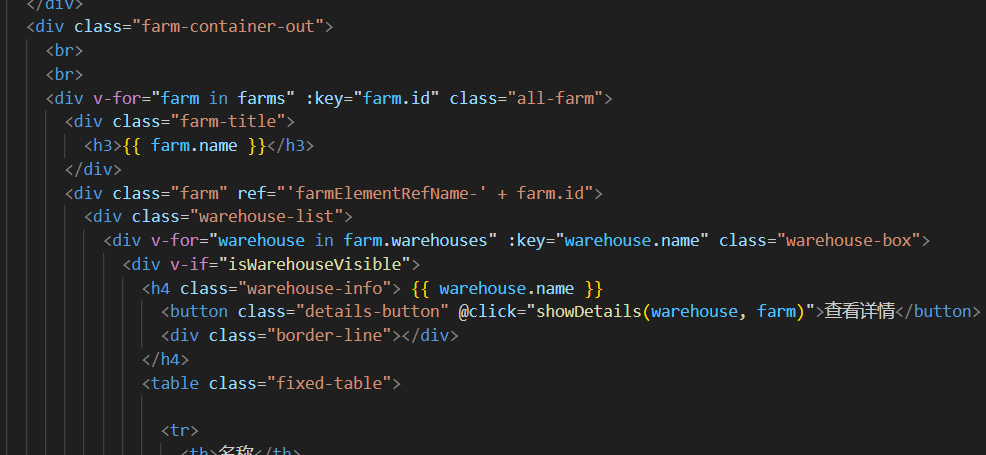 </div>
<div class="farm-container-out">
<br>
<br>
<div v-for="farm in farms" :key="farm.id" class="all-farm">
<div class="farm-title">
<h3>{{ farm.name }}</h3>
</div>
<div class="farm" ref="'farmElementRefName-' + farm.id">
<div class="warehouse-list">
<div v-for="warehouse in farm.warehouses" :key="warehouse.name" class="warehouse-box">
<div v-if="isWarehouseVisible">
<h4 class="warehouse-info"> {{ warehouse.name }}
<button class="details-button" @click="showDetails(warehouse, farm)">查看详情</button>
<div class="border-line"></div>
</h4>
<table class="fixed-table">
<tr>
<th>名称</th>